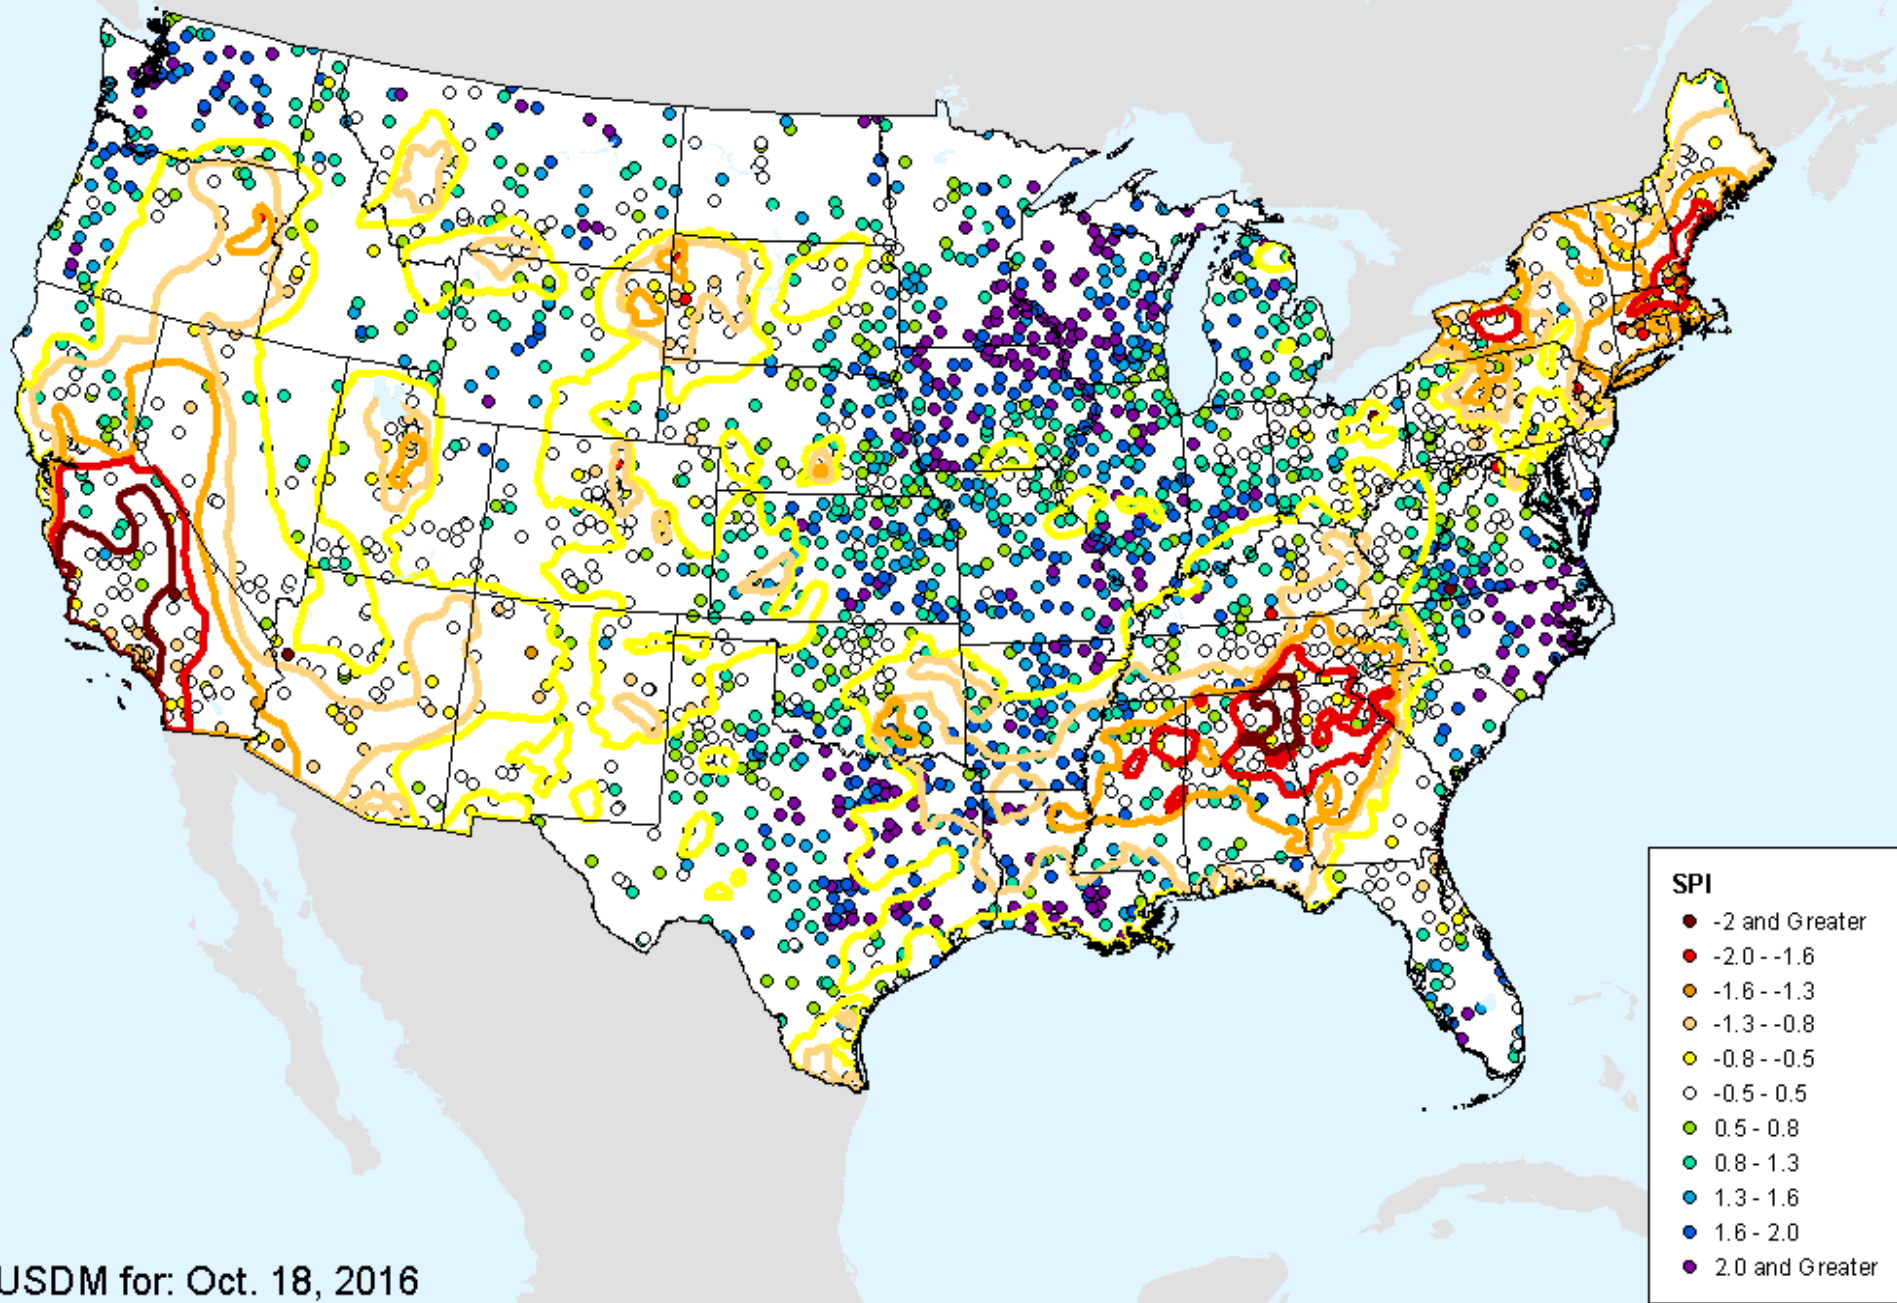 SPI
-2 and Greater
-2.0 - -1.6
-1.6 - -1.3
-1.3 - -0.8
-0.8 - -0.5
-0.5 - 0.5
0.5 - 0.8
0.8 - 1.3
1.3 - 1.6
1.6 - 2.0
2.0 and Greater
USDM for: Oct. 18, 2016